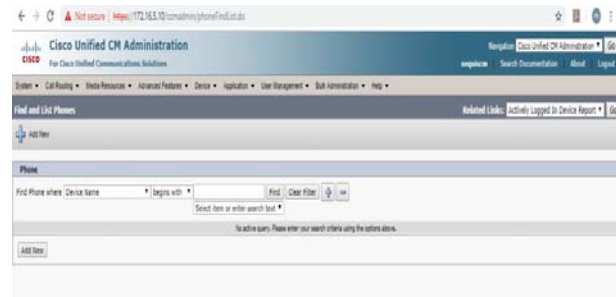 Not secure | https://172.16.5.10/ccmadmin/phoneFindList.do
cisco Cisco Unified CM Administration
For Cisco Unified Communications Solutions
Navigation Cisco Unified CM Administration Go
Search Documentation About Logout
System Call Routing Media Resources Advanced Features Device Application User Management Bulk Administration Help
Find and List Phones
Related Links: Actively Logged In Device Report Go
Add New
Phone
Find Phone where Device Name begins with Find Clear Filter
Select item or enter search text
No active query. Please enter your search criteria using the options above.
Add New